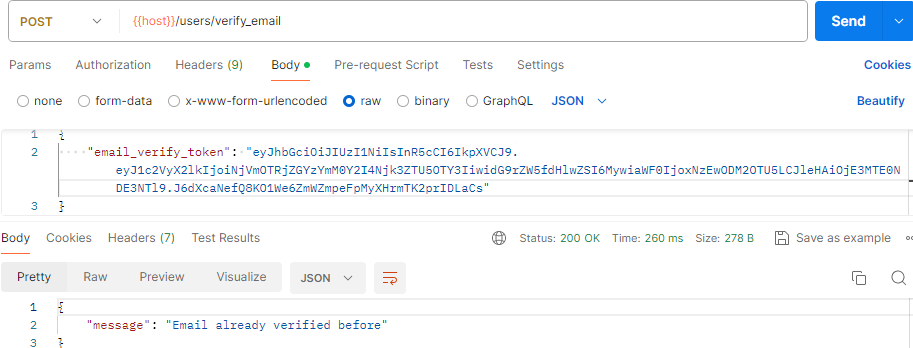 POST {{host}}/users/verify_email Send
Params Authorization Headers (9) Body Pre-request Script Tests Settings Cookies
none form-data x-www-form-urlencoded raw binary GraphQL JSON Beautify
1 {
2 "email_verify_token": "eyJhbGciOiJIUzI1NiIsInR5cCI6IkpXVCJ9.
eyJ1c2VyX2lkIjoiNjVmOTRjZGYzYmM0Y2I4Njk3ZTU5OTY3IiwidG9rZW5fdHlwZSI6MywiaWF0IjoxNzEwODM2OTU5LCJleHAiOjE3MTE0N
DE3NTl9.J6dXcaNefQ8KO1We6ZmWZmpeFpMyXHrmTK2prIDLaCs"
3 }
Body Cookies Headers (7) Test Results Status: 200 OK Time: 260 ms Size: 278 B Save as example
Pretty Raw Preview Visualize JSON
1 {
2 "message": "Email already verified before"
3 }